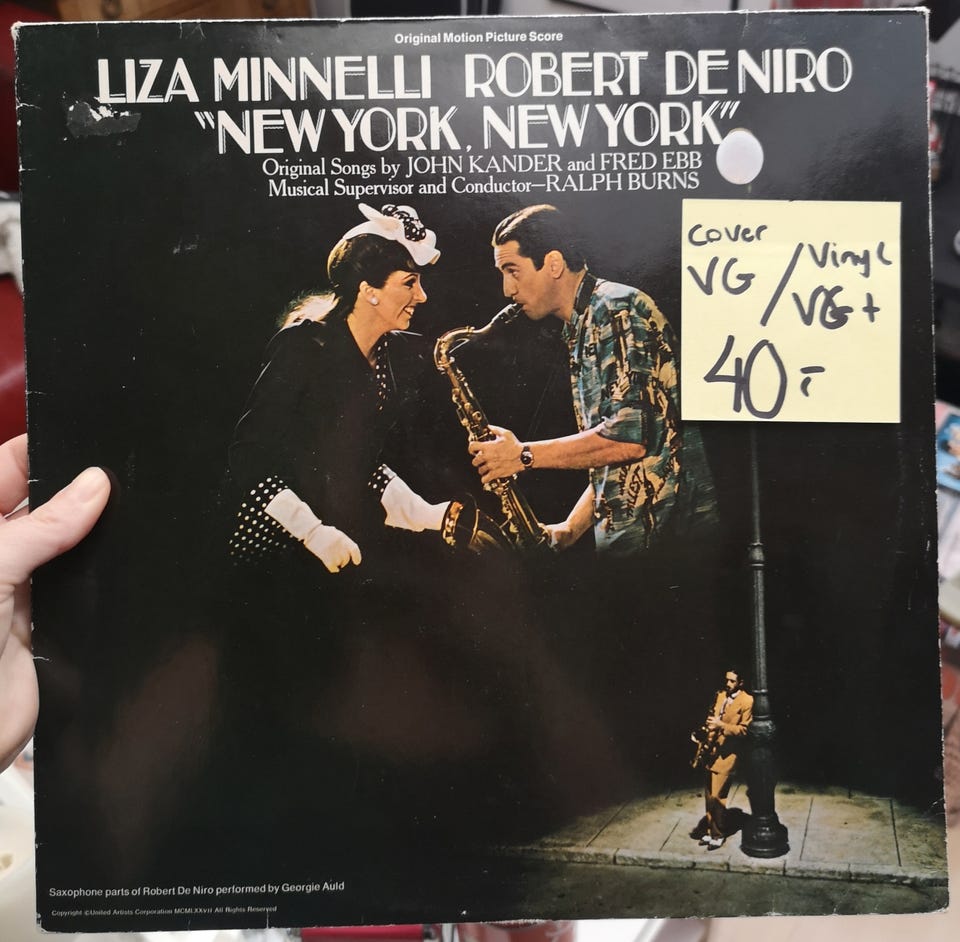 Original Motion Picture Score
LIZA MINNELLI ROBERT DE NIRO
"NEW YORK, NEW YORK"
Original Songs by JOHN KANDER and FRED EBB
Musical Supervisor and Conductor—RALPH BURNS
cover / Vinyl
VG / VG+
40:-
Saxophone parts of Robert De Niro performed by Georgie Auld
Copyright ©United Artists Corporation MCMLXXVII All Rights Reserved